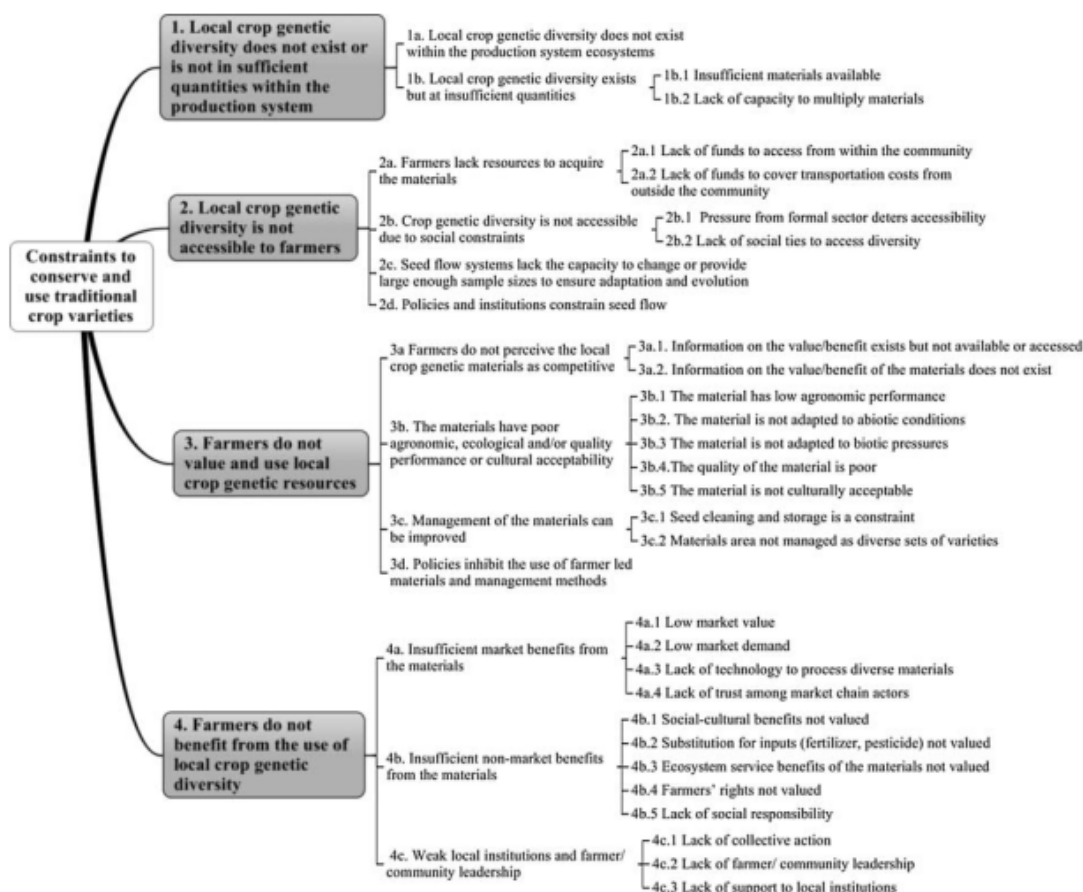 Constraints to
conserve and
use traditional
crop varieties
1. Local crop genetic
diversity does not exist or
is not in sufficient
quantities within the
production system
1a. Local crop genetic diversity does not exist
within the production system ecosystems
1b. Local crop genetic diversity exists
but at insufficient quantities
1b.1 Insufficient materials available
1b.2 Lack of capacity to multiply materials
2. Local crop genetic
diversity is not
accessible to farmers
2a. Farmers lack resources to acquire
the materials
2a.1 Lack of funds to access from within the community
2a.2 Lack of funds to cover transportation costs from
outside the community
2b. Crop genetic diversity is not accessible
due to social constraints
2b.1 Pressure from formal sector deters accessibility
2b.2 Lack of social ties to access diversity
2c. Seed flow systems lack the capacity to change or provide
large enough sample sizes to ensure adaptation and evolution
2d. Policies and institutions constrain seed flow
3. Farmers do not
value and use local
crop genetic resources
3a Farmers do not perceive the local
crop genetic materials as competitive
3a.1. Information on the value/benefit exists but not available or accessed
3a.2. Information on the value/benefit of the materials does not exist
3b. The materials have poor
agronomic, ecological and/or quality
performance or cultural acceptability
3b.1 The material has low agronomic performance
3b.2. The material is not adapted to abiotic conditions
3b.3 The material is not adapted to biotic pressures
3b.4.The quality of the material is poor
3b.5 The material is not culturally acceptable
3c. Management of the materials can
be improved
3c.1 Seed cleaning and storage is a constraint
3c.2 Materials area not managed as diverse sets of varieties
3d. Policies inhibit the use of farmer led
materials and management methods
4. Farmers do not
benefit from the use of
local crop genetic
diversity
4a. Insufficient market benefits from
the materials
4a.1 Low market value
4a.2 Low market demand
4a.3 Lack of technology to process diverse materials
4a.4 Lack of trust among market chain actors
4b. Insufficient non-market benefits
from the materials
4b.1 Social-cultural benefits not valued
4b.2 Substitution for inputs (fertilizer, pesticide) not valued
4b.3 Ecosystem service benefits of the materials not valued
4b.4 Farmers' rights not valued
4b.5 Lack of social responsibility
4c. Weak local institutions and farmer/
community leadership
4c.1 Lack of collective action
4c.2 Lack of farmer/ community leadership
4c.3 Lack of support to local institutions